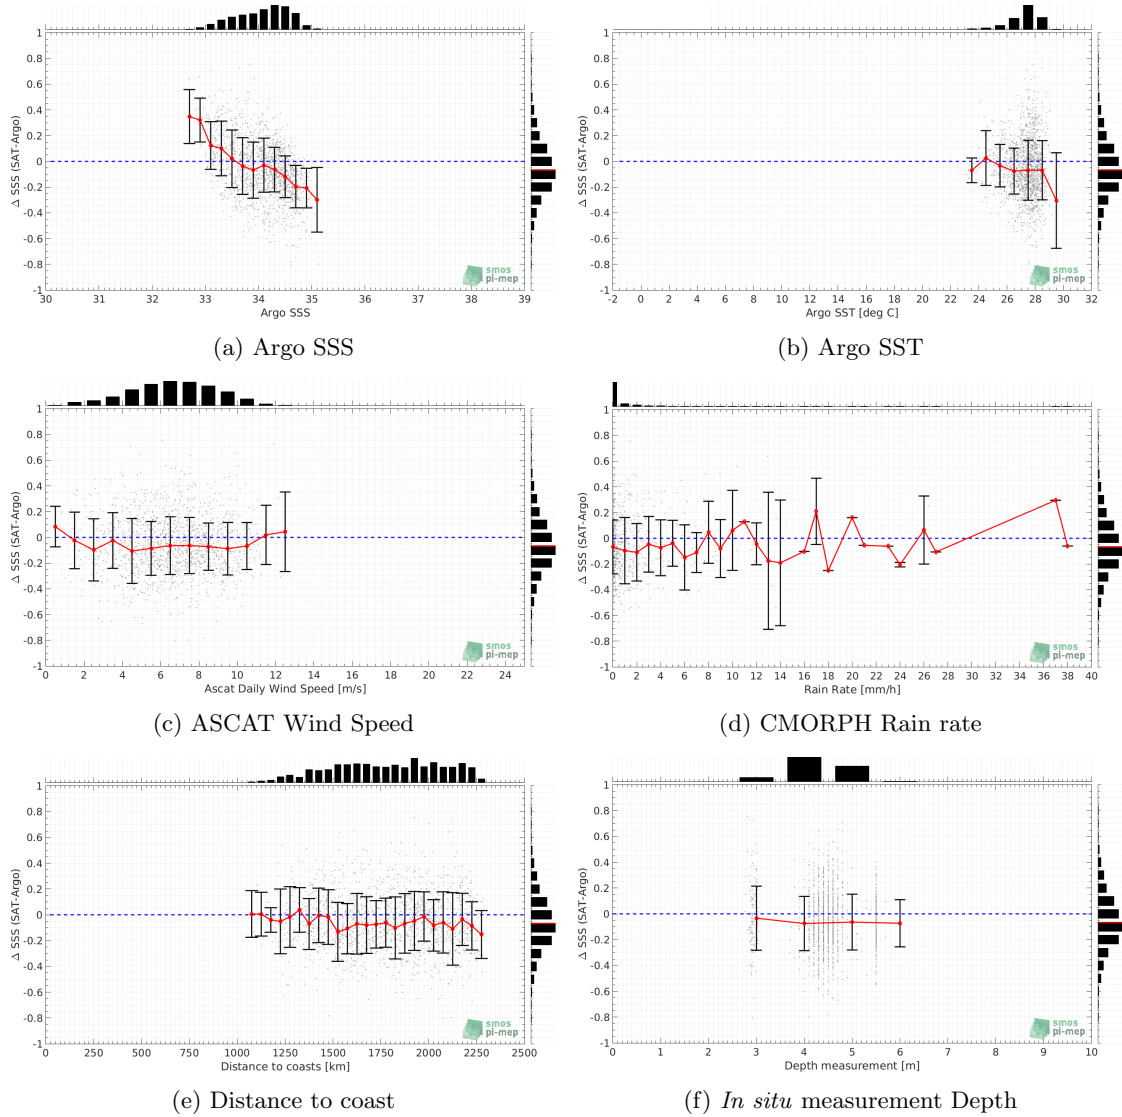 1
0.8
0.6
0.4
0.2
0
-0.2
-0.4
-0.6
-0.8
-1
Δ SSS (SAT-Argo)
smos
pi-mep
30 31 32 33 34 35 36 37 38 39
Argo SSS
(a) Argo SSS
1
0.8
0.6
0.4
0.2
0
-0.2
-0.4
-0.6
-0.8
-1
Δ SSS (SAT-Argo)
smos
pi-mep
-2 0 2 4 6 8 10 12 14 16 18 20 22 24 26 28 30 32
Argo SST [deg C]
(b) Argo SST
1
0.8
0.6
0.4
0.2
0
-0.2
-0.4
-0.6
-0.8
-1
Δ SSS (SAT-Argo)
smos
pi-mep
0 2 4 6 8 10 12 14 16 18 20 22 24
Ascat Daily Wind Speed [m/s]
(c) ASCAT Wind Speed
1
0.8
0.6
0.4
0.2
0
-0.2
-0.4
-0.6
-0.8
-1
Δ SSS (SAT-Argo)
smos
pi-mep
0 2 4 6 8 10 12 14 16 18 20 22 24 26 28 30 32 34 36 38 40
Rain Rate [mm/h]
(d) CMORPH Rain rate
1
0.8
0.6
0.4
0.2
0
-0.2
-0.4
-0.6
-0.8
-1
Δ SSS (SAT-Argo)
smos
pi-mep
0 250 500 750 1000 1250 1500 1750 2000 2250 2500
Distance to coasts [km]
(e) Distance to coast
1
0.8
0.6
0.4
0.2
0
-0.2
-0.4
-0.6
-0.8
-1
Δ SSS (SAT-Argo)
smos
pi-mep
0 1 2 3 4 5 6 7 8 9 10
Depth measurement [m]
(f) In situ measurement Depth